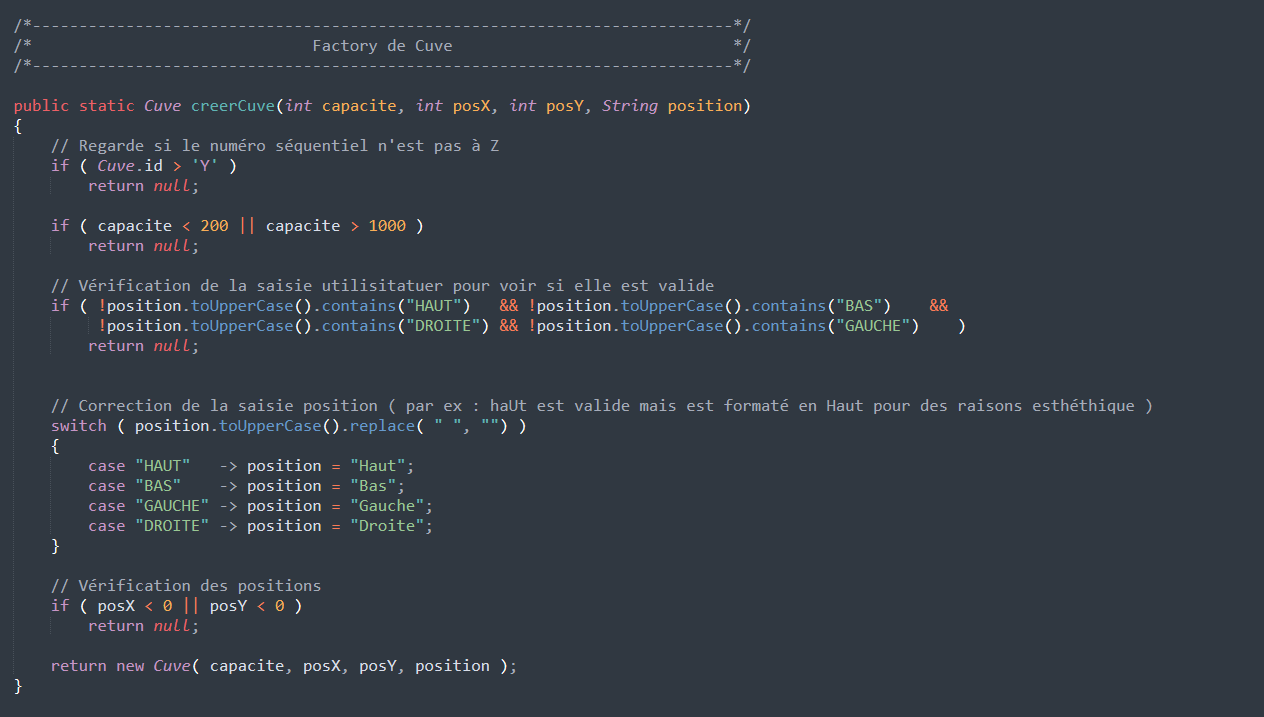 /*---------------------------------------------------------------------------*/
/*                              Factory de Cuve                              */
/*---------------------------------------------------------------------------*/
public static Cuve creerCuve(int capacite, int posX, int posY, String position)
{
    // Regarde si le numéro séquentiel n'est pas à Z
    if ( Cuve.id > 'Y' )
        return null;
    if ( capacite < 200 || capacite > 1000 )
        return null;
    // Vérification de la saisie utilisitatuer pour voir si elle est valide
    if ( !position.toUpperCase().contains("HAUT")   && !position.toUpperCase().contains("BAS")    &&
         !position.toUpperCase().contains("DROITE") && !position.toUpperCase().contains("GAUCHE")    )
        return null;
    // Correction de la saisie position ( par ex : haUt est valide mais est formaté en Haut pour des raisons esthéthique )
    switch ( position.toUpperCase().replace( " ", "") )
    {
        case "HAUT"   -> position = "Haut";
        case "BAS"    -> position = "Bas";
        case "GAUCHE" -> position = "Gauche";
        case "DROITE" -> position = "Droite";
    }
    // Vérification des positions
    if ( posX < 0 || posY < 0 )
        return null;
    return new Cuve( capacite, posX, posY, position );
}